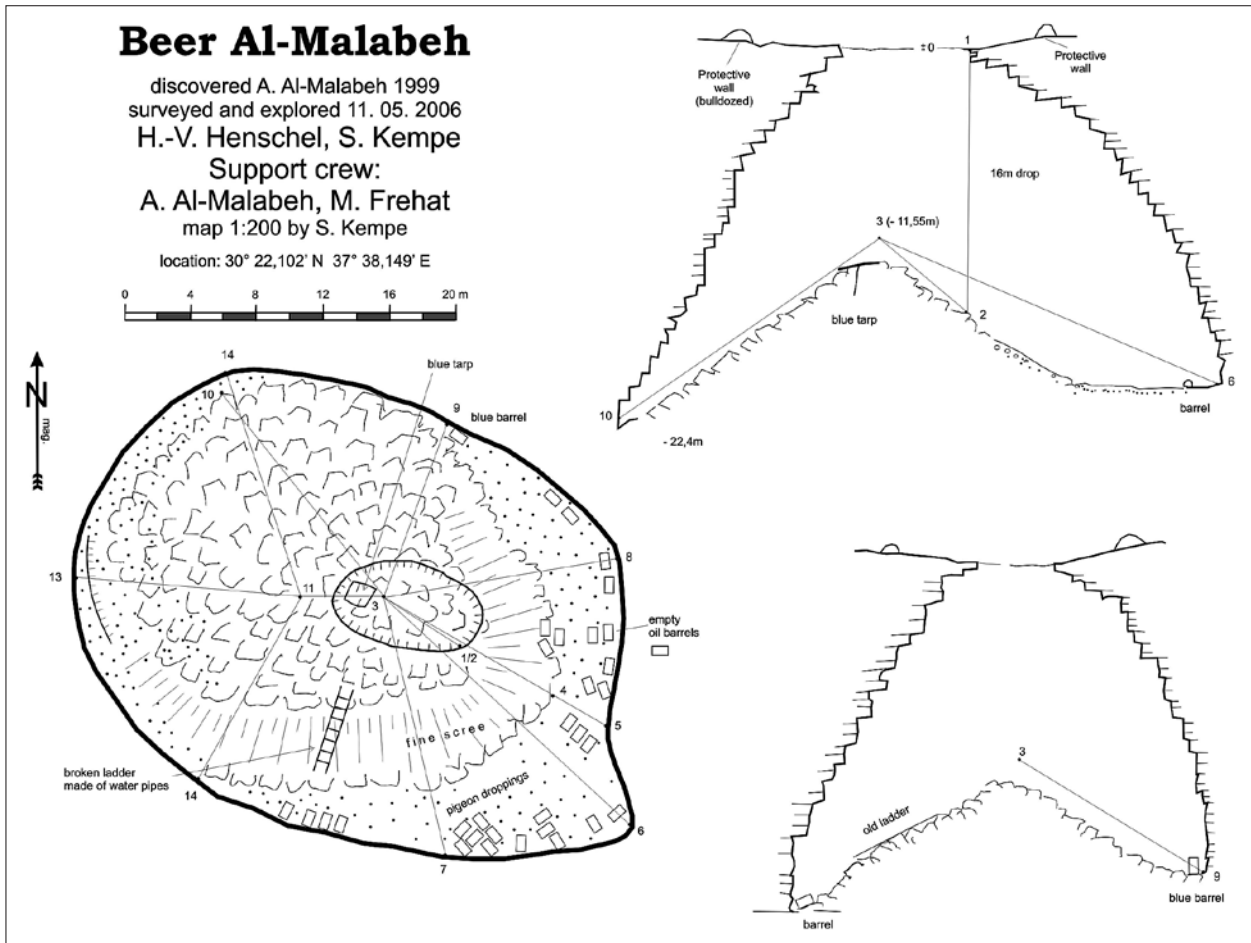 Beer Al-Malabeh
discovered A. Al-Malabeh 1999
surveyed and explored 11. 05. 2006
H.-V. Henschel, S. Kempe
Support crew:
A. Al-Malabeh, M. Frehat
map 1:200 by S. Kempe
location: 30° 22,102' N 37° 38,149' E
0 4 8 12 16 20 m
N
mag.
14
10
blue tarp
9
blue barrel
8
13
11
3
empty
oil barrels
1/2
4
5
fine scree
broken ladder
made of water pipes
14
pigeon droppings
6
7
1
±0
Protective
wall
(bulldozed)
Protective
wall
16m drop
3 (- 11,55m)
2
blue tarp
10
- 22,4m
6
barrel
3
old ladder
9
blue barrel
barrel